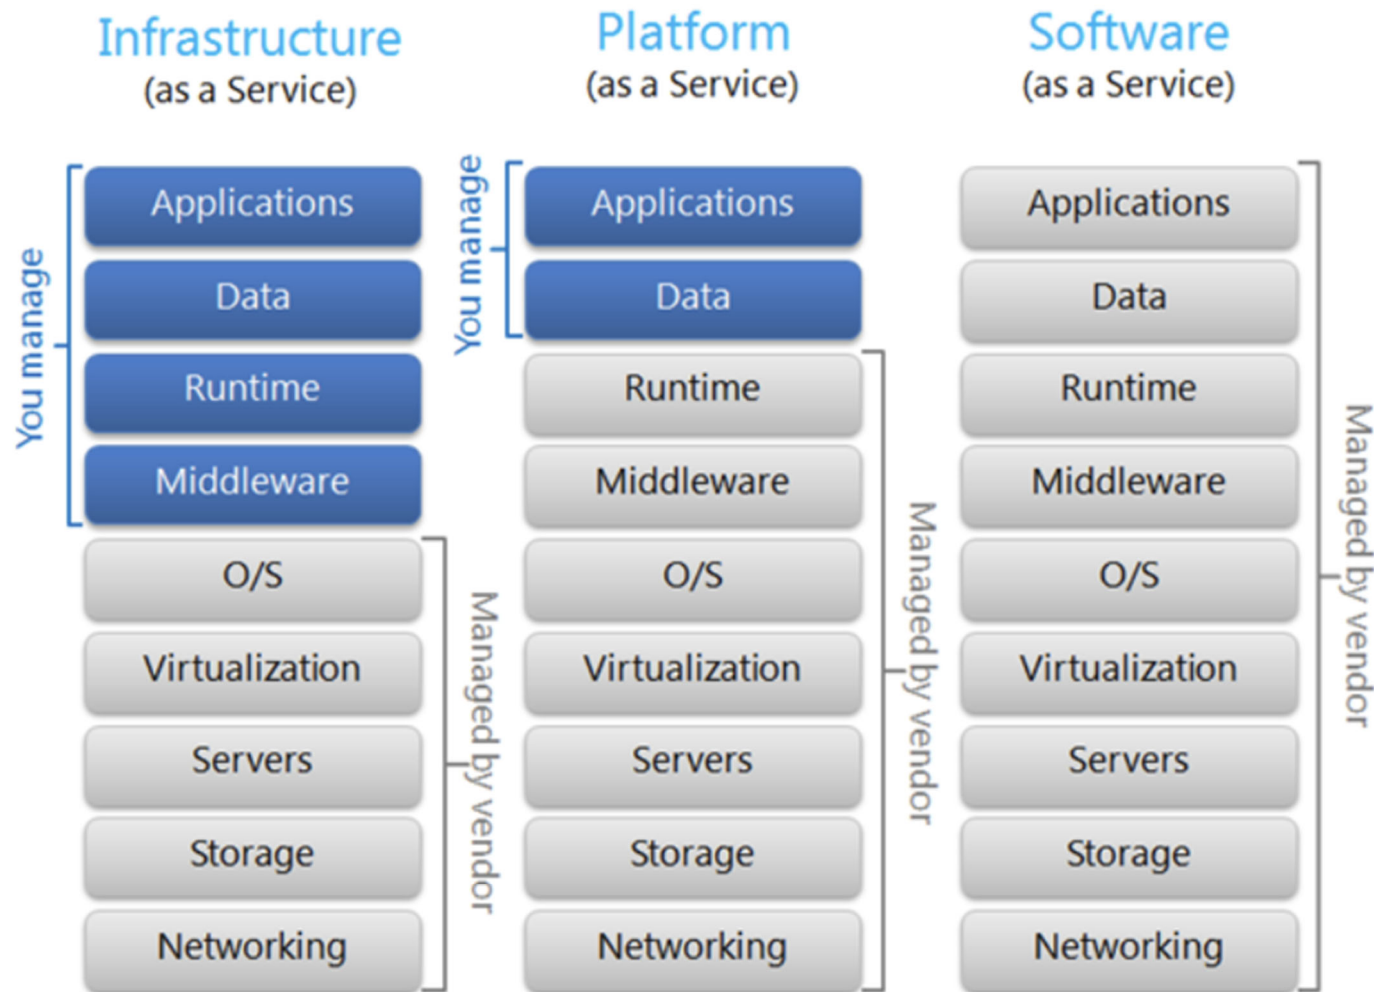 Infrastructure
(as a Service)
You manage
Applications
Data
Runtime
Middleware
O/S
Virtualization
Servers
Storage
Networking
Managed by vendor
Platform
(as a Service)
You manage
Applications
Data
Runtime
Middleware
O/S
Virtualization
Servers
Storage
Networking
Managed by vendor
Software
(as a Service)
Applications
Data
Runtime
Middleware
O/S
Virtualization
Servers
Storage
Networking
Managed by vendor